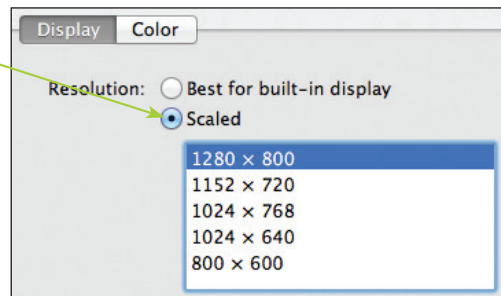 Display Color
Resolution: Best for built-in display
Scaled
1280 × 800
1152 × 720
1024 × 768
1024 × 640
800 × 600